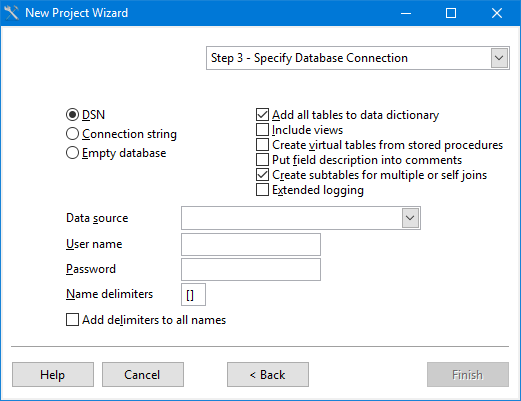 New Project Wizard
Step 3 - Specify Database Connection
DSN
Connection string
Empty database
Add all tables to data dictionary
Include views
Create virtual tables from stored procedures
Put field description into comments
Create subtables for multiple or self joins
Extended logging
Data source
User name
Password
Name delimiters []
Add delimiters to all names
Help Cancel < Back Finish